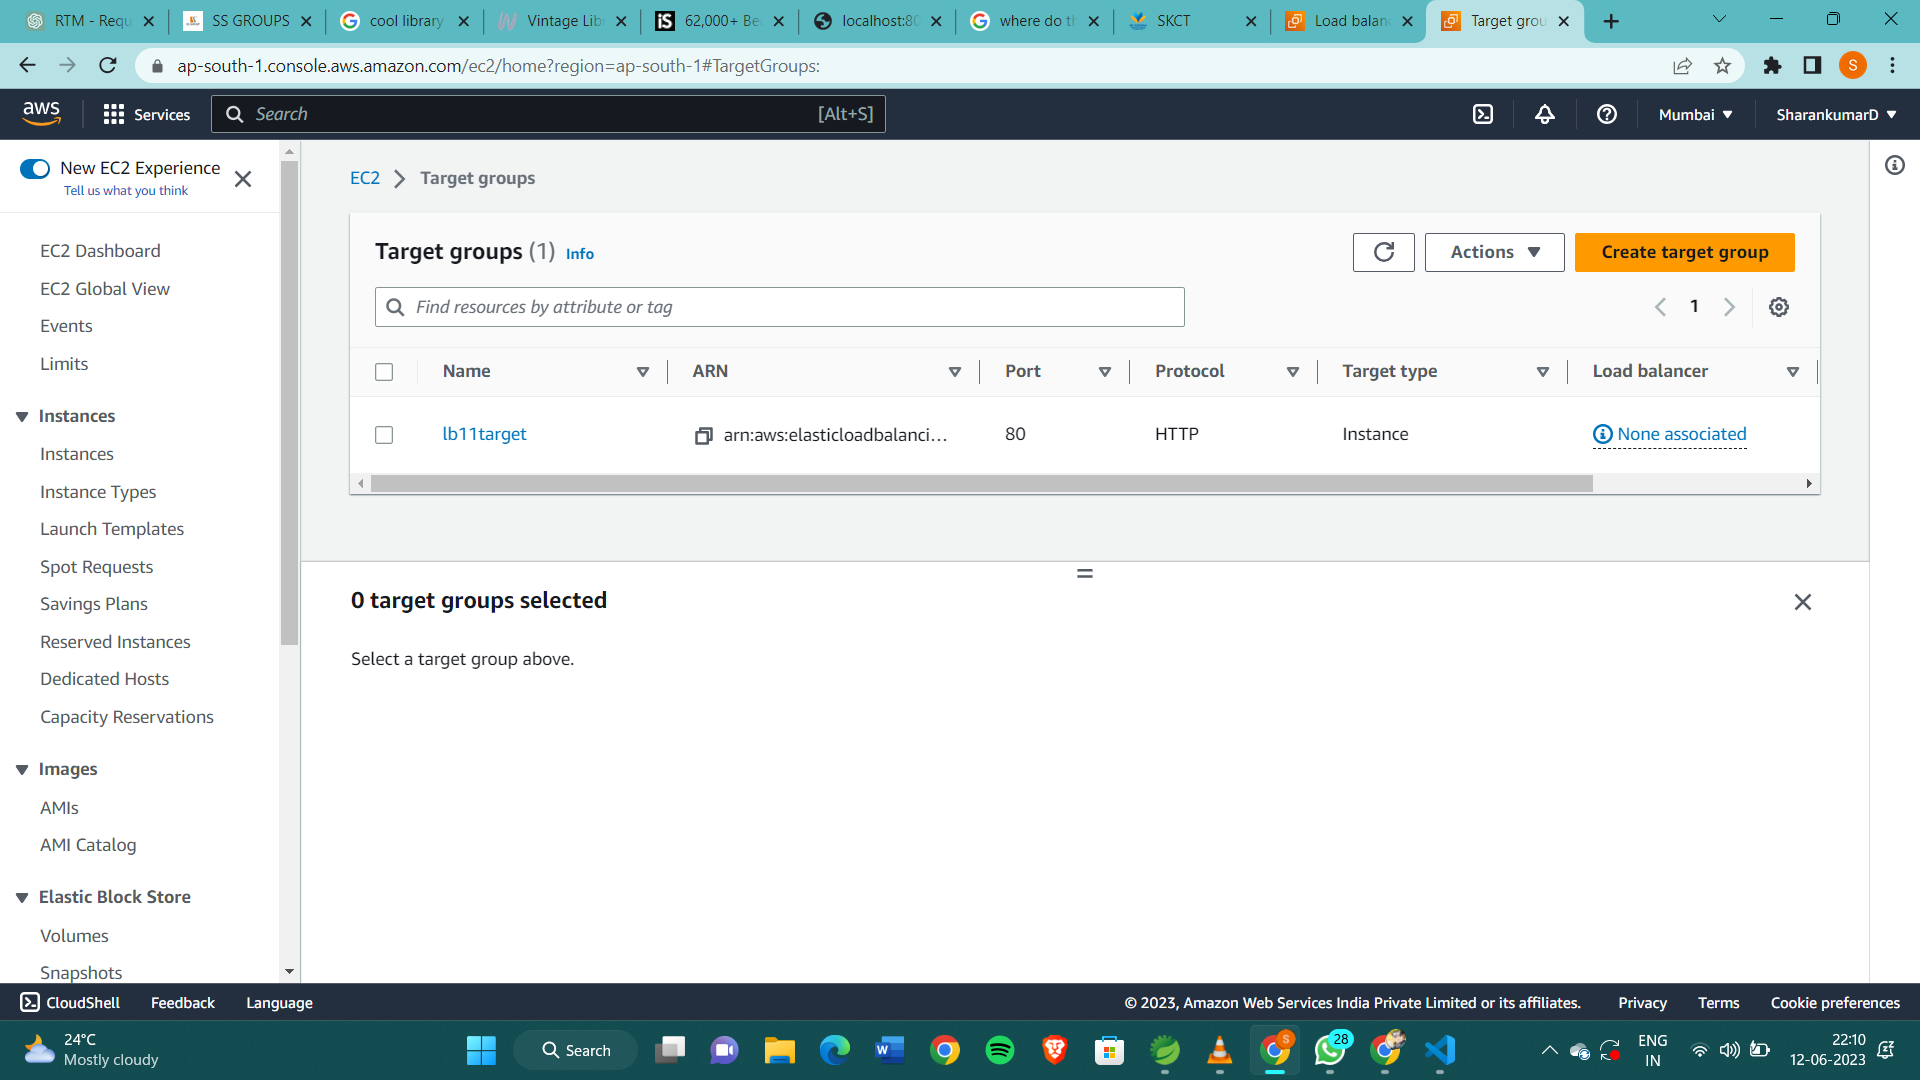 RTM - Requ
SS GROUPS
cool library
Vintage Libr
62,000+ Be
localhost:80
where do th
SKCT
Load balanc
Target grou
ap-south-1.console.aws.amazon.com/ec2/home?region=ap-south-1#TargetGroups:
S
aws
Services
Search
[Alt+S]
Mumbai
SharankumarD
New EC2 Experience
Tell us what you think
EC2 Dashboard
EC2 Global View
Events
Limits
Instances
Instances
Instance Types
Launch Templates
Spot Requests
Savings Plans
Reserved Instances
Dedicated Hosts
Capacity Reservations
Images
AMIs
AMI Catalog
Elastic Block Store
Volumes
Snapshots
EC2
Target groups
Target groups (1) Info
Actions
Create target group
Find resources by attribute or tag
1
Name
ARN
Port
Protocol
Target type
Load balancer
lb11target
arn:aws:elasticloadbalanci...
80
HTTP
Instance
None associated
0 target groups selected
Select a target group above.
CloudShell
Feedback
Language
© 2023, Amazon Web Services India Private Limited or its affiliates.
Privacy
Terms
Cookie preferences
24°C
Mostly cloudy
Search
28
ENG
IN
22:10
12-06-2023